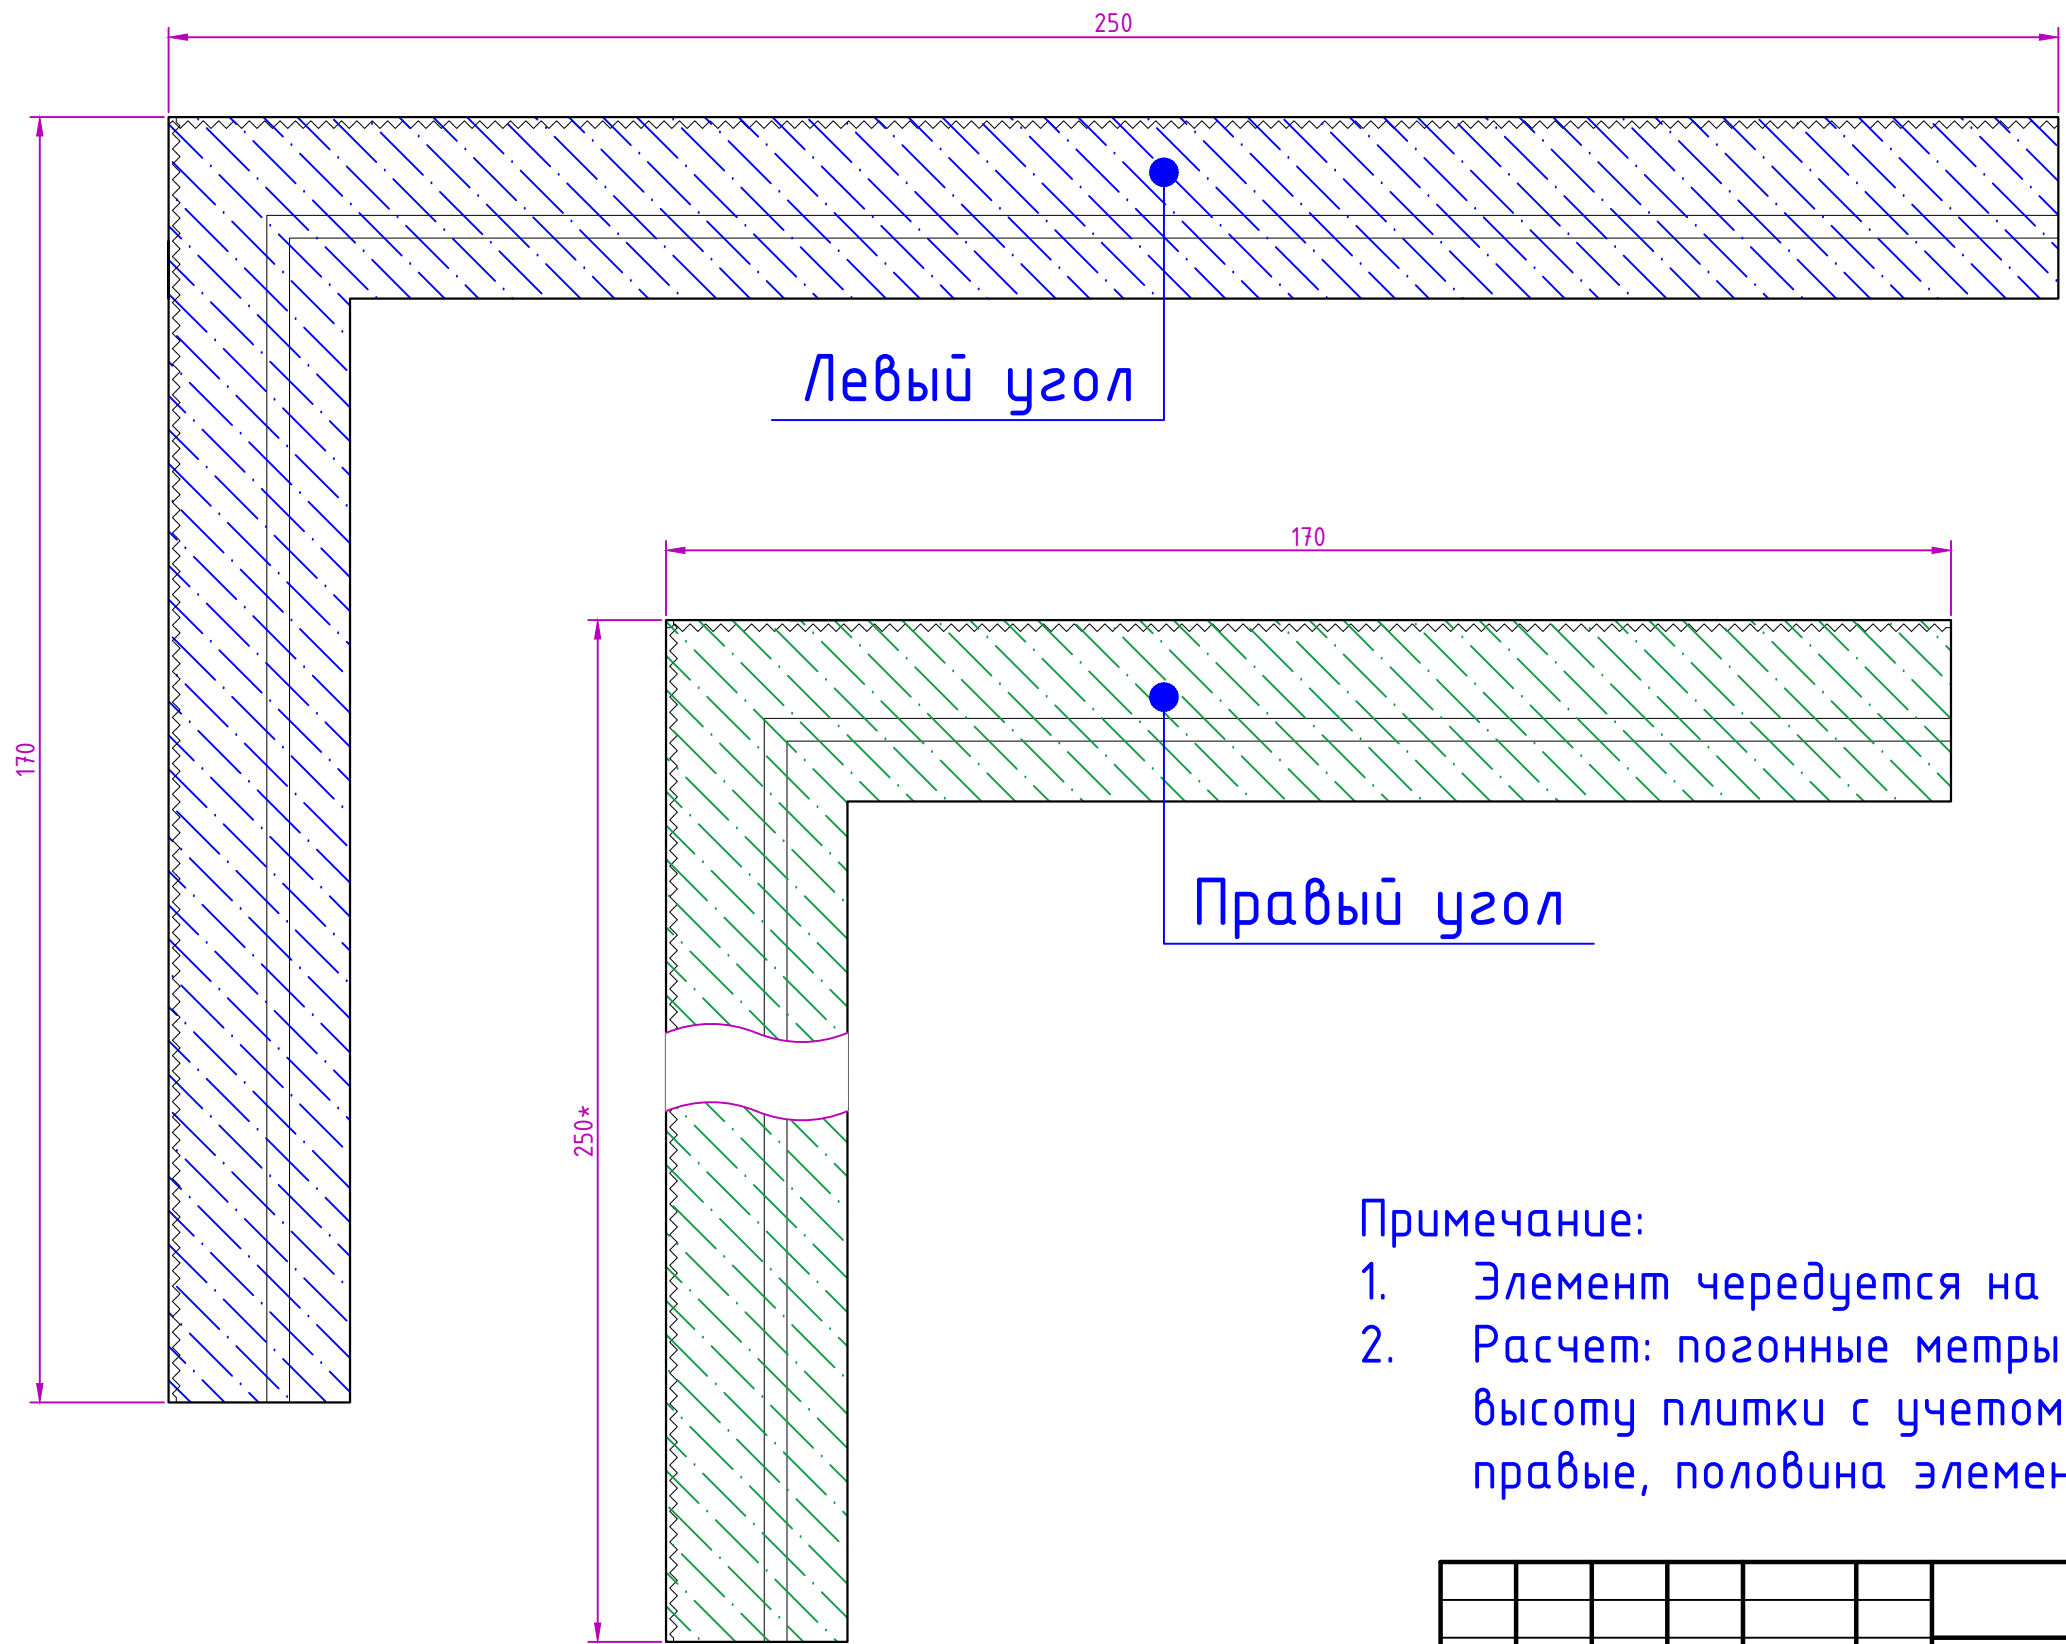 250
170
Левый угол
170
250*
Правый угол
Примечание:
1. Элемент чередуется на
2. Расчет: погонные метры
высоту плитки с учетом
правые, половина